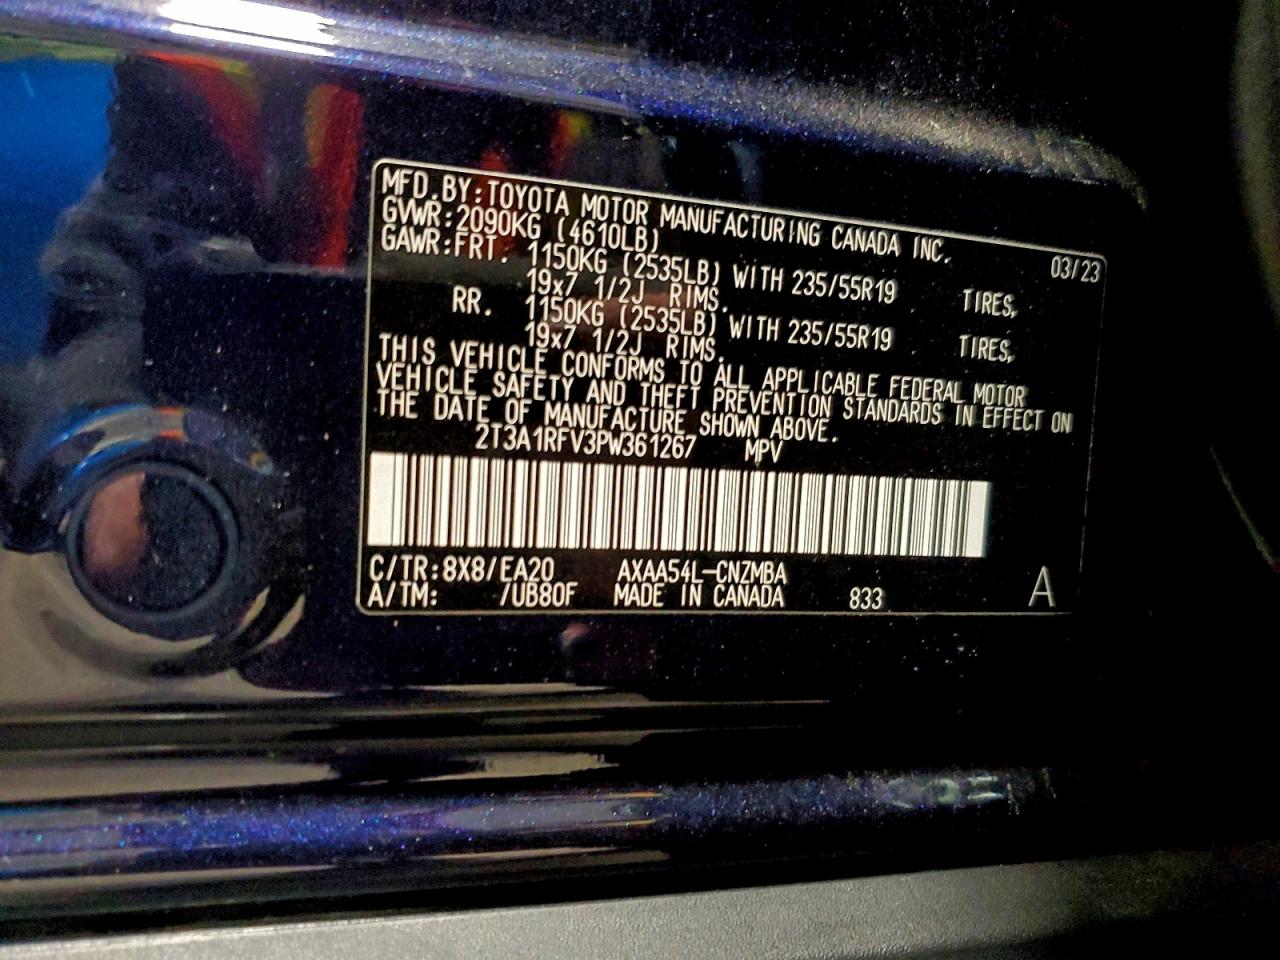 MFD. BY: TOYOTA MOTOR MANUFACTURING CANADA INC.
GVWR: 2090KG (4610LB) 03/23
GAWR: FRT. 1150KG (2535LB) WITH 235/55R19 TIRES,
19x7 1/2J RIMS.
RR. 1150KG (2535LB) WITH 235/55R19 TIRES,
19x7 1/2J RIMS.
THIS VEHICLE CONFORMS TO ALL APPLICABLE FEDERAL MOTOR
VEHICLE SAFETY AND THEFT PREVENTION STANDARDS IN EFFECT ON
THE DATE OF MANUFACTURE SHOWN ABOVE.
2T3A1RFV3PW361267 MPV
C/TR: 8X8/EA20 AXAA54L-CNZMBA
A/TM: /UB80F MADE IN CANADA 833 A